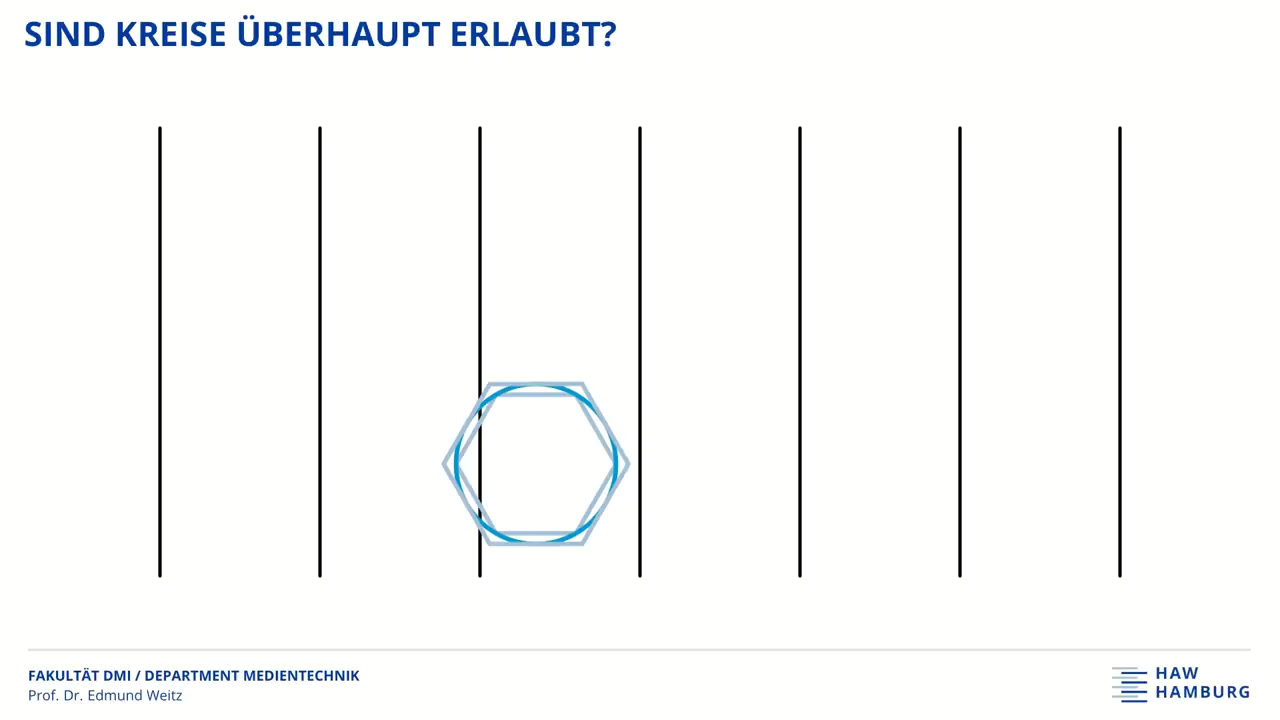 SIND KREISE ÜBERHAUPT ERLAUBT?
FAKULTÄT DMI / DEPARTMENT MEDIENTECHNIK
Prof. Dr. Edmund Weitz
HAW
HAMBURG